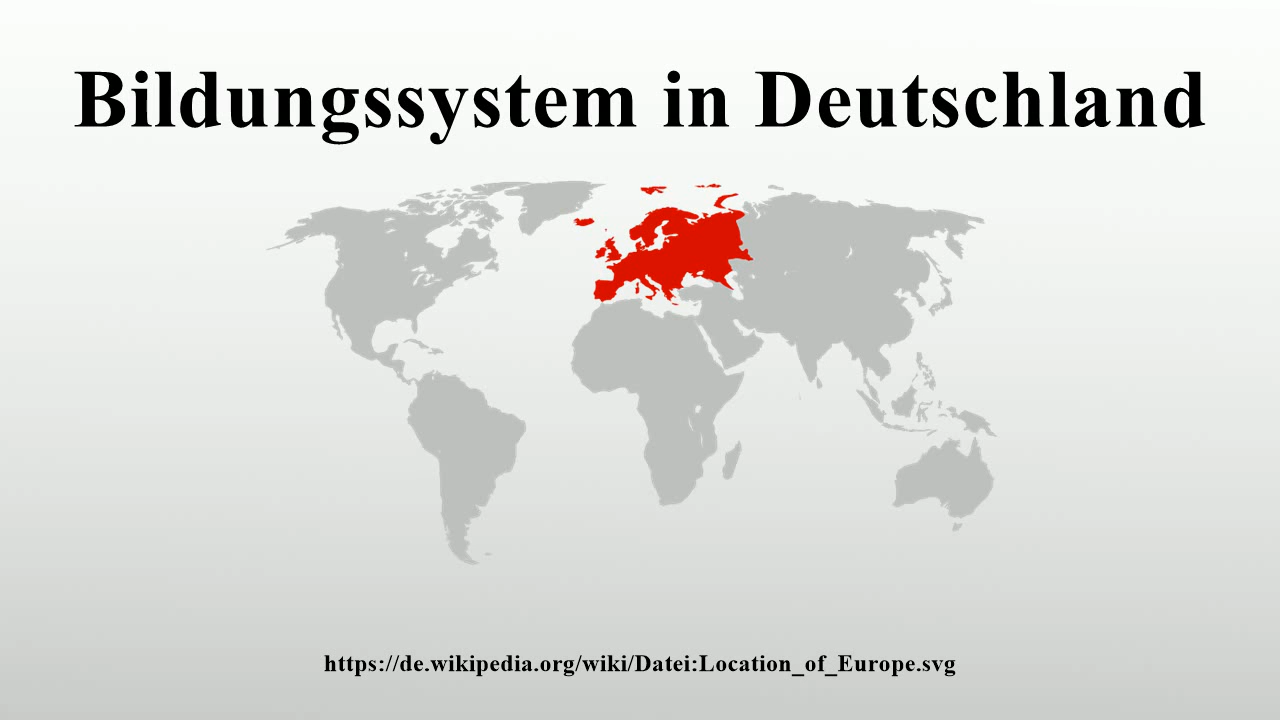 Bildungssystem in Deutschland
https://de.wikipedia.org/wiki/Datei:Location_of_Europe.svg